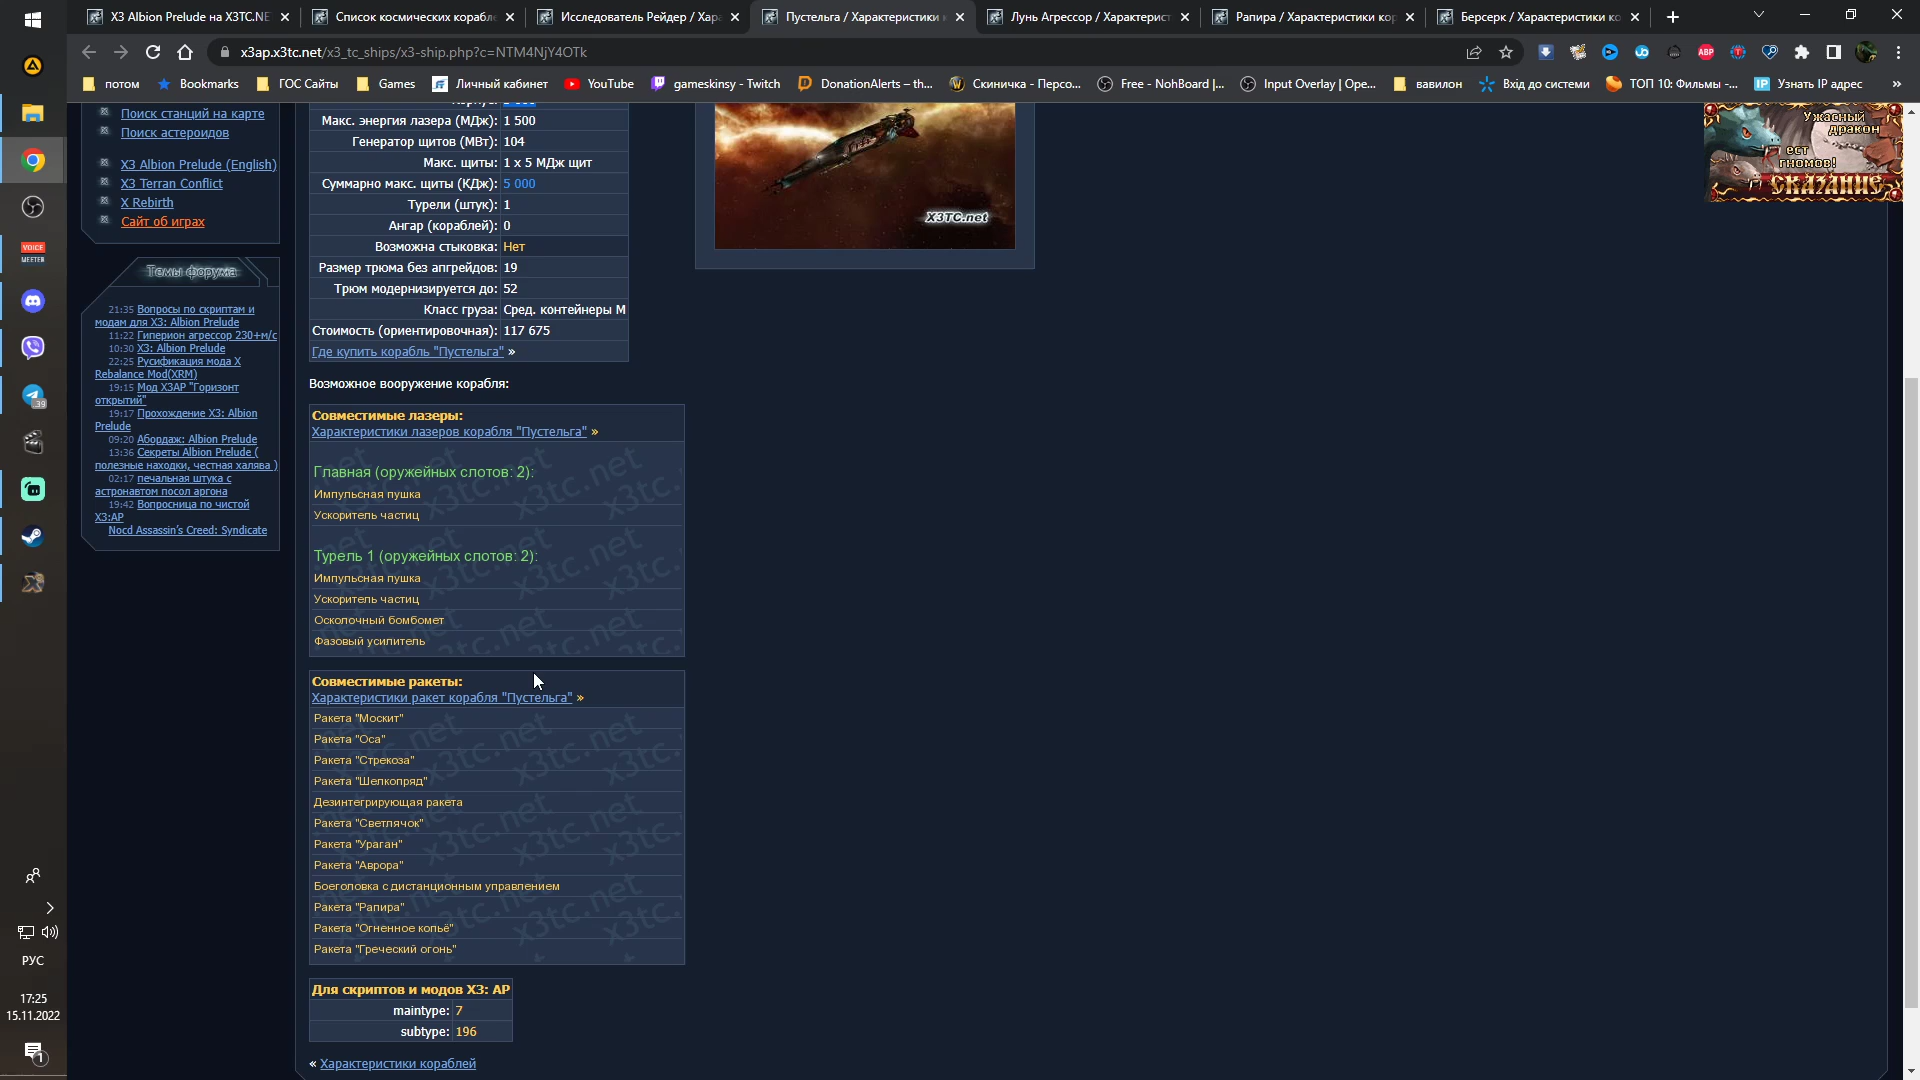 X3 Albion Prelude на X3TC.NE
Список космических корабле
Исследователь Рейдер / Хара
Пустельга / Характеристики к
Лунь Агрессор / Характерист
Рапира / Характеристики кор
Берсерк / Характеристики ко
x3ap.x3tc.net/x3_tc_ships/x3-ship.php?c=NTM4NjY4OTk
потом
Bookmarks
ГОС Сайты
Games
Личный кабинет
YouTube
gameskinsy - Twitch
DonationAlerts – th...
Скиничка - Персо...
Free - NohBoard |...
Input Overlay | Ope...
вавилон
Вхід до системи
ТОП 10: Фильмы -...
Узнать IP адрес
»
Поиск станций на карте
Поиск астероидов
X3 Albion Prelude (English)
X3 Terran Conflict
X Rebirth
Сайт об играх
Темы форума
21:35 Вопросы по скриптам и
модам для X3: Albion Prelude
11:22 Гиперион агрессор 230+м/с
10:30 X3: Albion Prelude
22:25 Русификация мода X
Rebalance Mod(XRM)
19:15 Мод X3AP "Горизонт
открытий"
19:17 Прохождение X3: Albion
Prelude
09:20 Абордаж: Albion Prelude
13:36 Секреты Albion Prelude (
полезные находки, честная халява )
02:17 печальная штука с
астронавтом посол аргона
19:42 Вопросница по чистой
X3:AP
Nocd Assassin's Creed: Syndicate
Макс. энергия лазера (МДж): 1 500
Генератор щитов (МВт): 104
Макс. щиты: 1 x 5 МДж щит
Суммарно макс. щиты (КДж): 5 000
Турели (штук): 1
Ангар (кораблей): 0
Возможна стыковка: Нет
Размер трюма без апгрейдов: 19
Трюм модернизируется до: 52
Класс груза: Сред. контейнеры M
Стоимость (ориентировочная): 117 675
Где купить корабль "Пустельга" »
X3TC.net
Ужасный
дракон
ест
гномов!
СКАЗАНИЕ
Возможное вооружение корабля:
Совместимые лазеры:
Характеристики лазеров корабля "Пустельга" »
Главная (оружейных слотов: 2):
Импульсная пушка
Ускоритель частиц
Турель 1 (оружейных слотов: 2):
Импульсная пушка
Ускоритель частиц
Осколочный бомбомет
Фазовый усилитель
Совместимые ракеты:
Характеристики ракет корабля "Пустельга" »
Ракета "Москит"
Ракета "Оса"
Ракета "Стрекоза"
Ракета "Шелкопряд"
Дезинтегрирующая ракета
Ракета "Светлячок"
Ракета "Ураган"
Ракета "Аврора"
Боеголовка с дистанционным управлением
Ракета "Рапира"
Ракета "Огненное копьё"
Ракета "Греческий огонь"
Для скриптов и модов X3: AP
maintype: 7
subtype: 196
« Характеристики кораблей
VOICE
MEETER
39
РУС
17:25
15.11.2022
1
ABP